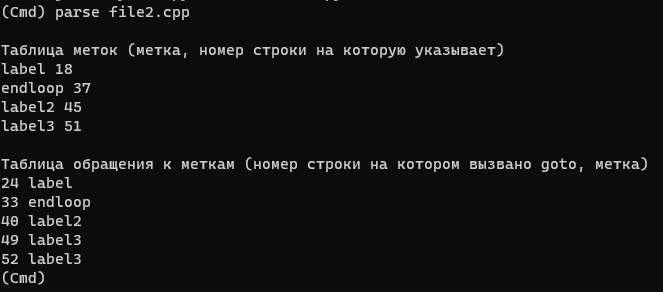 (Cmd) parse file2.cpp
Таблица меток (метка, номер строки на которую указывает)
label 18
endloop 37
label2 45
label3 51
Таблица обращения к меткам (номер строки на котором вызвано goto, метка)
24 label
33 endloop
40 label2
49 label3
52 label3
(Cmd)